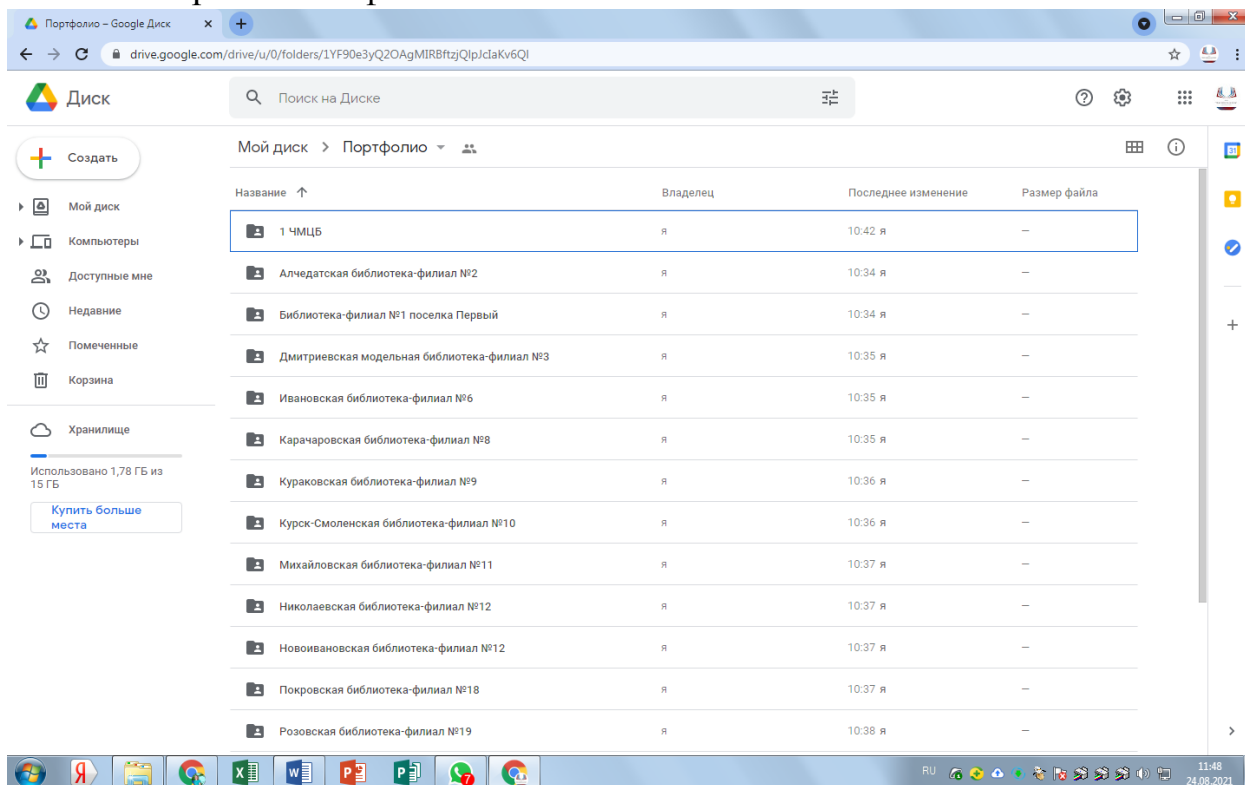 Портфолио – Google Диск
drive.google.com/drive/u/0/folders/1YF90e3yQ2OAgMIRBftzjQlpJcIaKv6Ql
Диск
Поиск на Диске
Создать
Мой диск
Компьютеры
Доступные мне
Недавние
Помеченные
Корзина
Хранилище
Использовано 1,78 ГБ из
15 ГБ
Купить больше
места
Мой диск > Портфолио
Название Владелец Последнее изменение Размер файла
1 ЧМЦБ я 10:42 я –
Алчедатская библиотека-филиал №2 я 10:34 я –
Библиотека-филиал №1 поселка Первый я 10:34 я –
Дмитриевская модельная библиотека-филиал №3 я 10:35 я –
Ивановская библиотека-филиал №6 я 10:35 я –
Карачаровская библиотека-филиал №8 я 10:35 я –
Кураковская библиотека-филиал №9 я 10:36 я –
Курск-Смоленская библиотека-филиал №10 я 10:36 я –
Михайловская библиотека-филиал №11 я 10:37 я –
Николаевская библиотека-филиал №12 я 10:37 я –
Новоивановская библиотека-филиал №12 я 10:37 я –
Покровская библиотека-филиал №18 я 10:37 я –
Розовская библиотека-филиал №19 я 10:38 я –
31
7
RU
11:48
24.08.2021